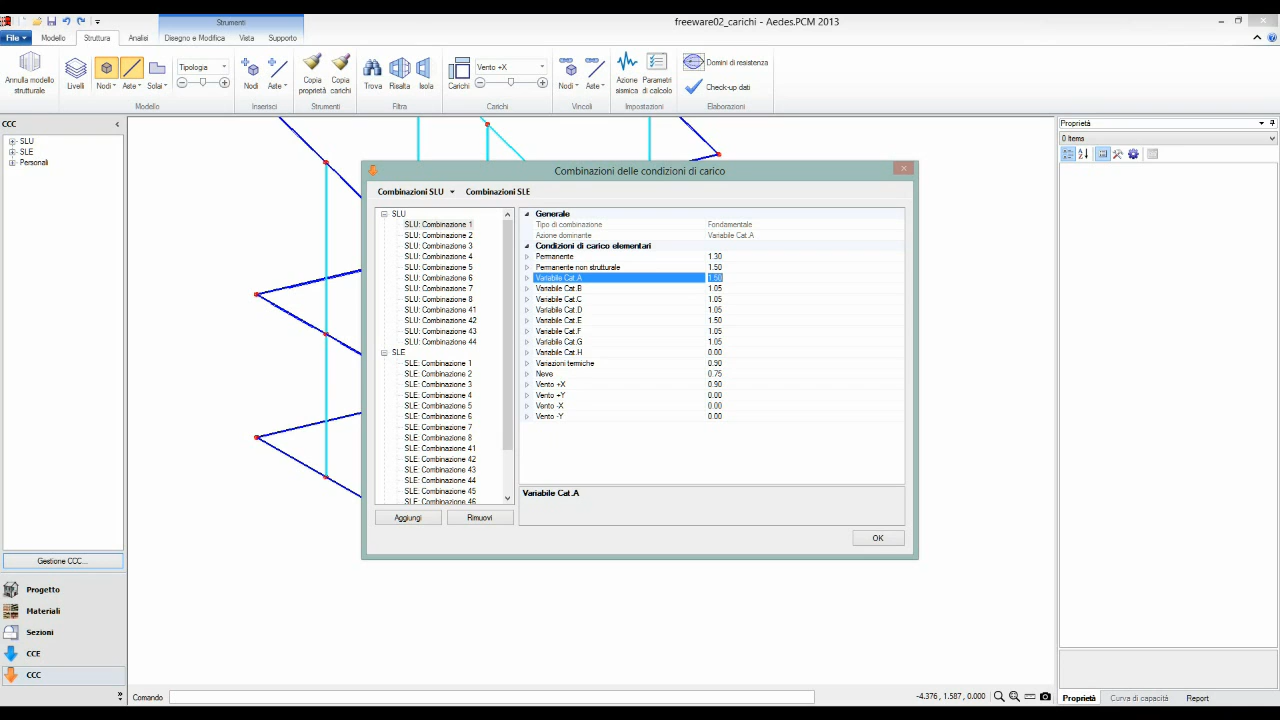 freeware02_carichi - Aedes.PCM 2013
Strumenti
File
Modello
Struttura
Analisi
Disegno e Modifica
Vista
Supporto
Annulla modello strutturale
Livelli
Nodi
Aste
Solai
Tipologia
Modello
Nodi
Aste
Inserisci
Copia proprietà
Copia carichi
Strumenti
Trova
Risalta
Isola
Filtra
Carichi
Vento +X
Carichi
Nodi
Aste
Vincoli
Azione sismica
Parametri di calcolo
Impostazioni
Domini di resistenza
Check-up dati
Elaborazioni
CCC
SLU
SLE
Personali
Gestione CCC...
Progetto
Materiali
Sezioni
CCE
CCC
Combinazioni delle condizioni di carico
Combinazioni SLU
Combinazioni SLE
SLU
SLU: Combinazione 1
SLU: Combinazione 2
SLU: Combinazione 3
SLU: Combinazione 4
SLU: Combinazione 5
SLU: Combinazione 6
SLU: Combinazione 7
SLU: Combinazione 8
SLU: Combinazione 41
SLU: Combinazione 42
SLU: Combinazione 43
SLU: Combinazione 44
SLE
SLE: Combinazione 1
SLE: Combinazione 2
SLE: Combinazione 3
SLE: Combinazione 4
SLE: Combinazione 5
SLE: Combinazione 6
SLE: Combinazione 7
SLE: Combinazione 8
SLE: Combinazione 41
SLE: Combinazione 42
SLE: Combinazione 43
SLE: Combinazione 44
SLE: Combinazione 45
SLE: Combinazione 46
Aggiungi
Rimuovi
Generale
Tipo di combinazione Fondamentale
Azione dominante Variabile Cat.A
Condizioni di carico elementari
Permanente 1.30
Permanente non strutturale 1.50
Variabile Cat.A 1.50
Variabile Cat.B 1.05
Variabile Cat.C 1.05
Variabile Cat.D 1.05
Variabile Cat.E 1.50
Variabile Cat.F 1.05
Variabile Cat.G 1.05
Variabile Cat.H 0.00
Variazioni termiche 0.90
Neve 0.75
Vento +X 0.90
Vento +Y 0.00
Vento -X 0.00
Vento -Y 0.00
Variabile Cat.A
OK
Proprietà
0 Items
Comando
-4.376, 1.587, 0.000
Proprietà
Curva di capacità
Report